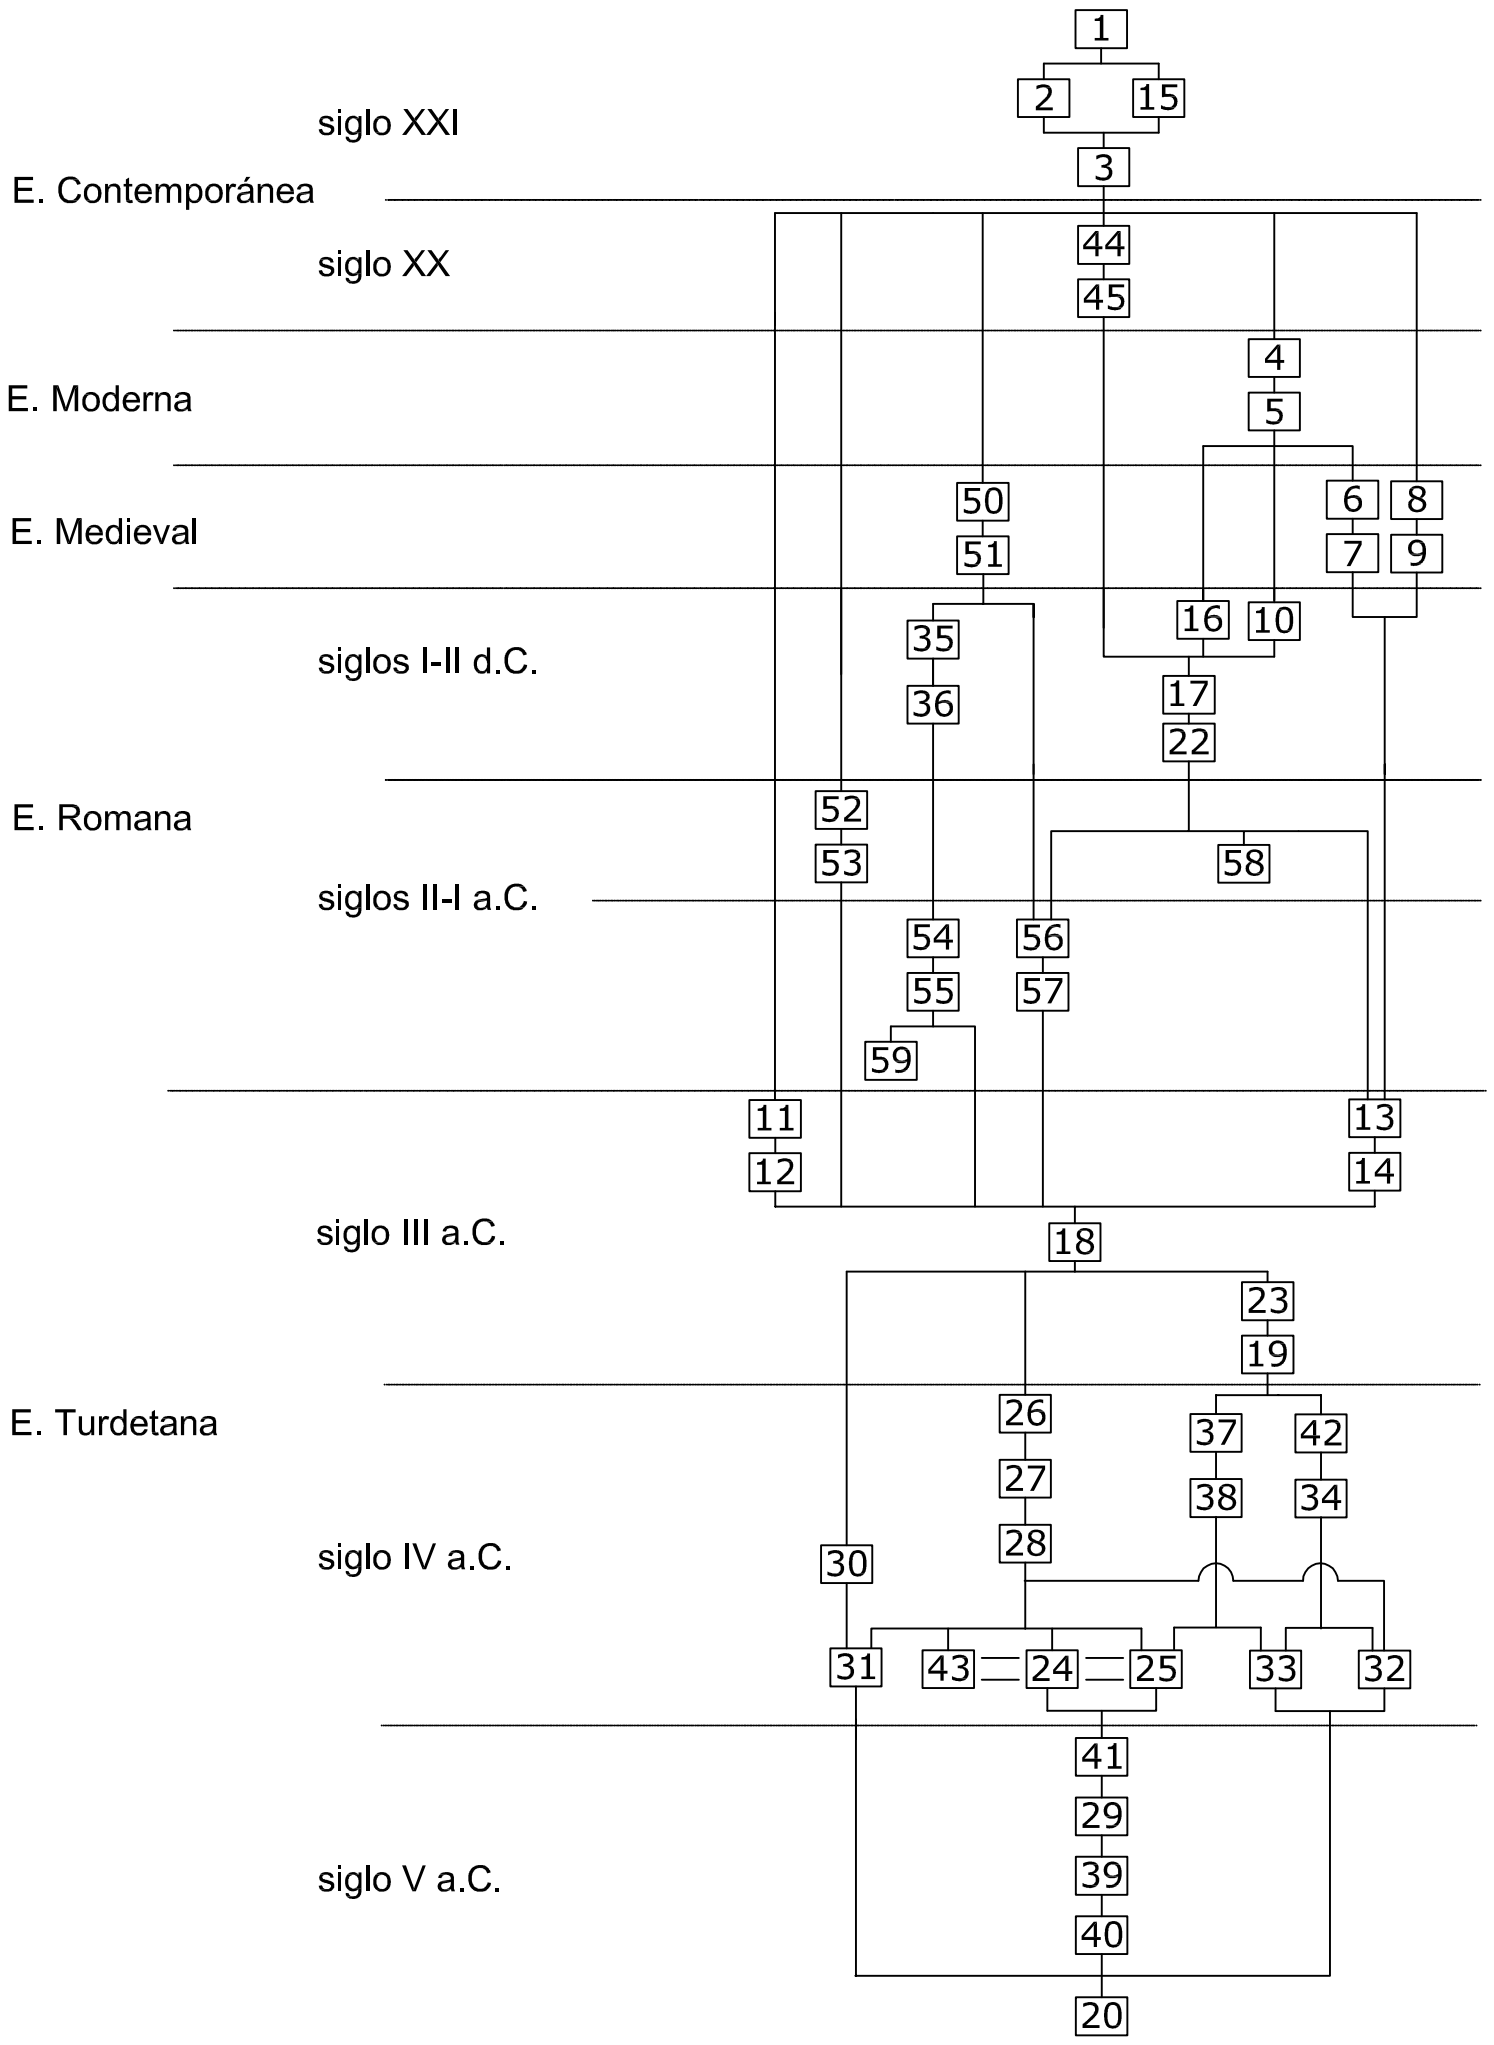 1
2 15
siglo XXI
3
E. Contemporánea
44
siglo XX
45
4
E. Moderna
5
50 6 8
E. Medieval
51 7 9
35 16 10
siglos I-II d.C.
36 17
22
E. Romana
52
53 58
siglos II-I a.C.
54 56
55 57
59
11 13
12 14
siglo III a.C.
18
23
19
E. Turdetana
26 37 42
27 38 34
siglo IV a.C.
30 28
31 43 24 25 33 32
41
29
siglo V a.C.
39
40
20